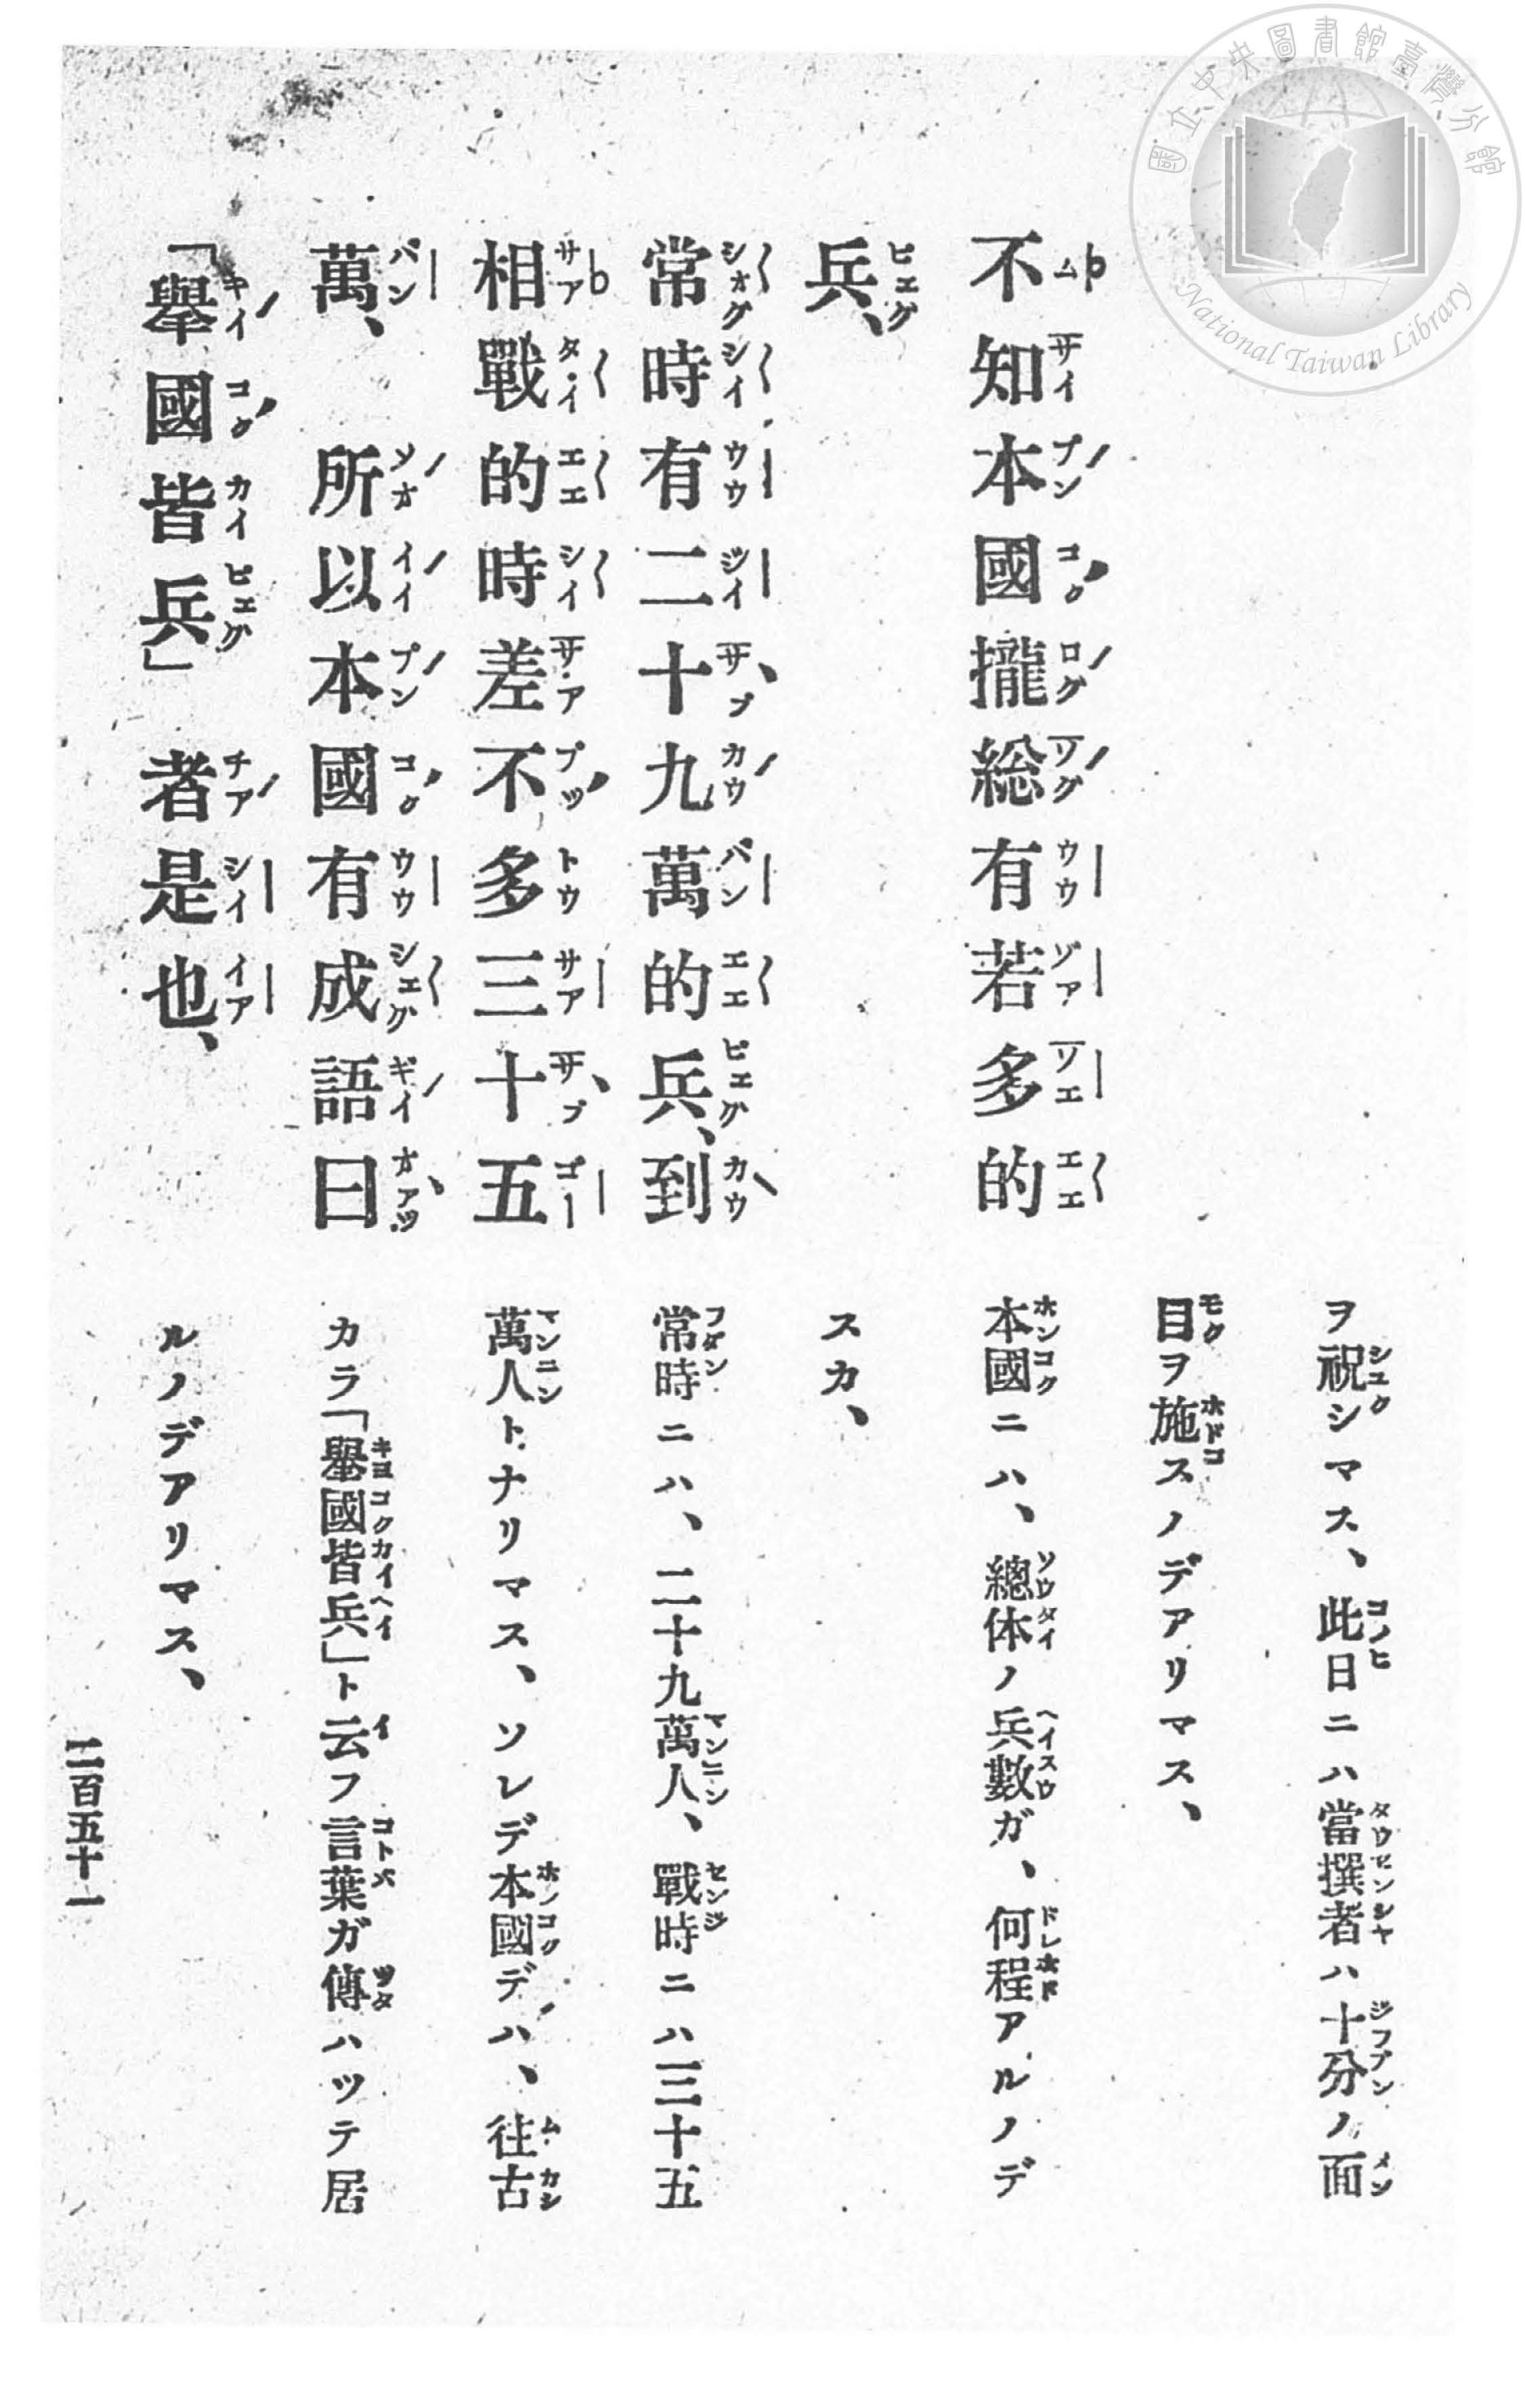 國立中央圖書館臺灣分館
National Taiwan Library
不知本國攏総有若多的
兵、
常時有二十九萬的兵、到
相戰的時差不多三十五
萬、所以本國有成語曰
「舉國皆兵」者是也、
ヲ祝シマス、此日ニハ當撰者ハ十分ノ面
目ヲ施スノデアリマス、
本國ニハ、總体ノ兵數ガ、何程アルノデ
スカ、
常時ニハ、二十九萬人、戰時ニハ三十五
萬人トナリマス、ソレデ本國デハ、往古
カラ「舉國皆兵」ト云フ言葉ガ傳ハツテ居
ルノデアリマス、
二百五十一